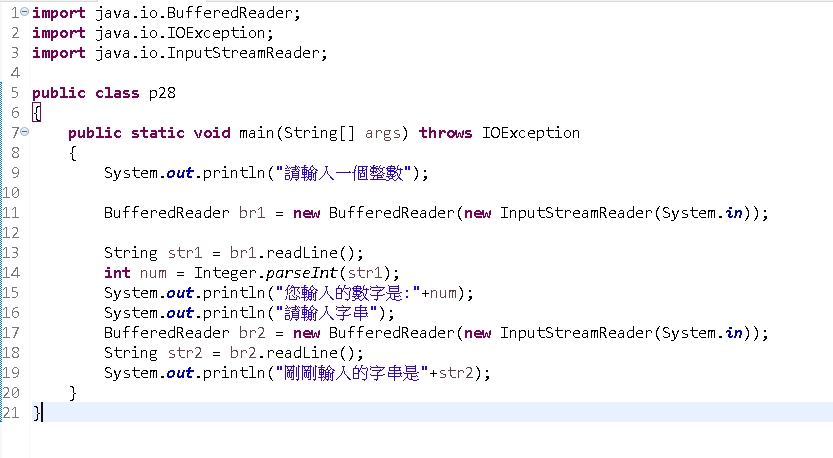 1 import java.io.BufferedReader;
2 import java.io.IOException;
3 import java.io.InputStreamReader;
4
5 public class p28
6 {
7     public static void main(String[] args) throws IOException
8     {
9         System.out.println("請輸入一個整數");
10
11         BufferedReader br1 = new BufferedReader(new InputStreamReader(System.in));
12
13         String str1 = br1.readLine();
14         int num = Integer.parseInt(str1);
15         System.out.println("您輸入的數字是:"+num);
16         System.out.println("請輸入字串");
17         BufferedReader br2 = new BufferedReader(new InputStreamReader(System.in));
18         String str2 = br2.readLine();
19         System.out.println("剛剛輸入的字串是"+str2);
20     }
21 }